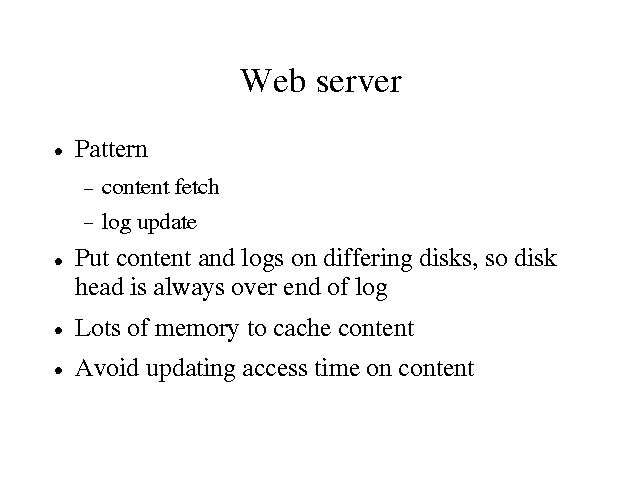 Web server
• Pattern
– content fetch
– log update
• Put content and logs on differing disks, so disk
head is always over end of log
• Lots of memory to cache content
• Avoid updating access time on content